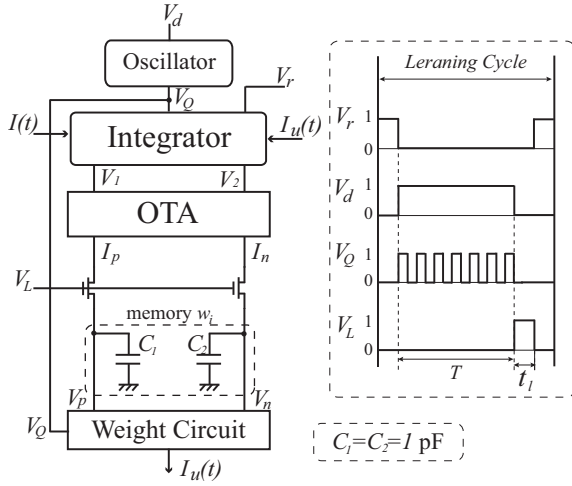 V_d
Oscillator
V_r
V_Q
I(t)
Integrator
I_u(t)
V_1
V_2
OTA
I_p
I_n
V_L
memory w_i
C_1
C_2
V_p
V_n
V_Q
Weight Circuit
I_u(t)
Leraning Cycle
V_r
1
0
V_d
1
0
V_Q
1
0
V_L
1
0
T
t_l
C_1=C_2=1 pF